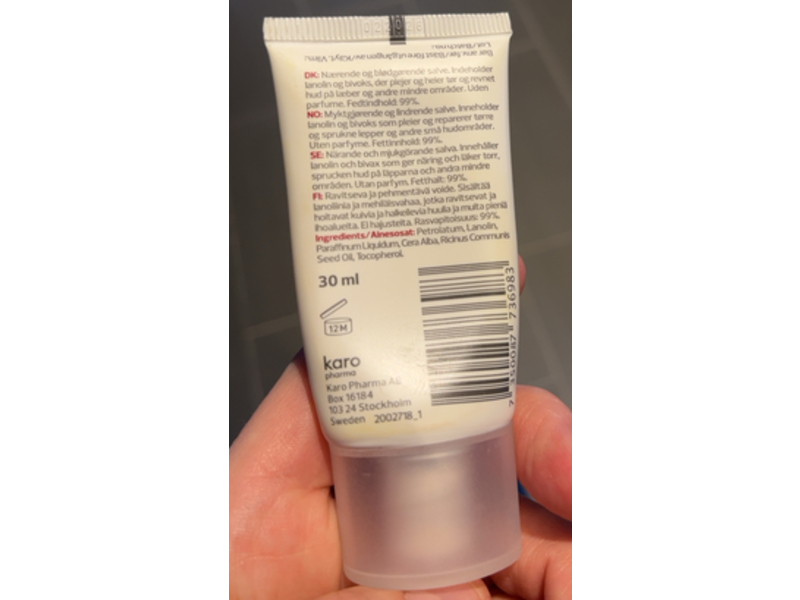 DK: Nærende og blødgørende salve. Indeholder
lanolin og bivoks, der plejer og heler tør og revnet
hud på læber og andre mindre områder. Uden
parfume. Fedtindhold: 99%.
NO: Myktgjørende og lindrende salve. Inneholder
lanolin og bivoks som pleier og reparerer tørre
og sprukne lepper og andre små hudområder.
Uten parfyme. Fettinnhold: 99%.
SE: Närande och mjukgörande salva. Innehåller
lanolin och bivax som ger näring och läker torr,
sprucken hud på läpparna och andra mindre
områden. Utan parfym. Fetthalt: 99%.
FI: Ravitseva ja pehmentävä voide. Sisältää
lanoliinia ja mehiläisvahaa, jotka ravitsevat ja
hoitavat kuivia ja halkeilevia huulia ja muita pieniä
ihoalueita. Ei hajusteita. Rasvapitoisuus: 99%.
Ingredients/Ainesosat: Petrolatum, Lanolin,
Paraffinum Liquidum, Cera Alba, Ricinus Communis
Seed Oil, Tocopherol.
30 ml
12M
karo
pharma
Karo Pharma AB
Box 16184
103 24 Stockholm
Sweden 2002718_1
7 350087 736983